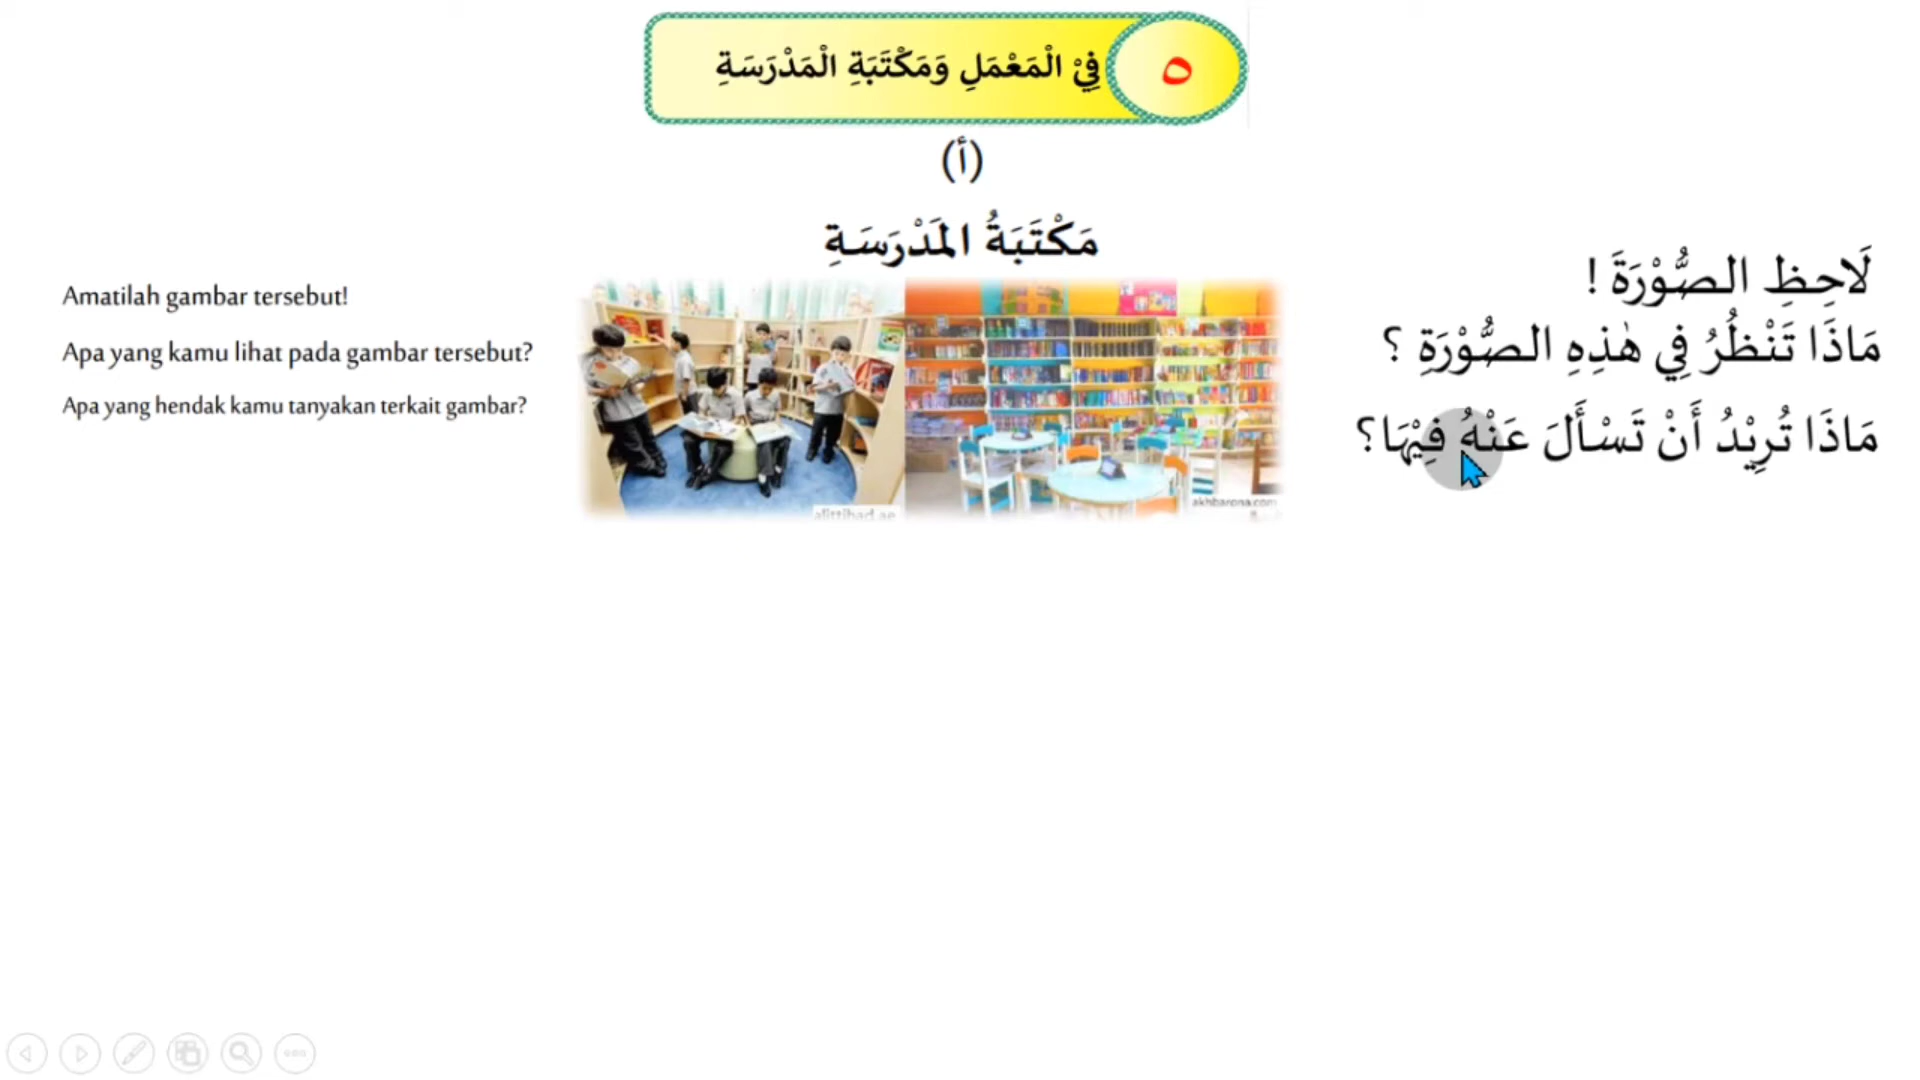 ٥ فِيْ الْمَعْمَلِ وَمَكْتَبَةِ الْمَدْرَسَةِ
(أ)
مَكْتَبَةُ المَدْرَسَةِ
لَاحِظِ الصُّوْرَةَ !
مَاذَا تَنْظُرُ فِي هٰذِهِ الصُّوْرَةِ ؟
مَاذَا تُرِيْدُ أَنْ تَسْأَلَ عَنْهُ فِيْهَا؟
Amatilah gambar tersebut!
Apa yang kamu lihat pada gambar tersebut?
Apa yang hendak kamu tanyakan terkait gambar?
alittihad.ae
akhbarona.com